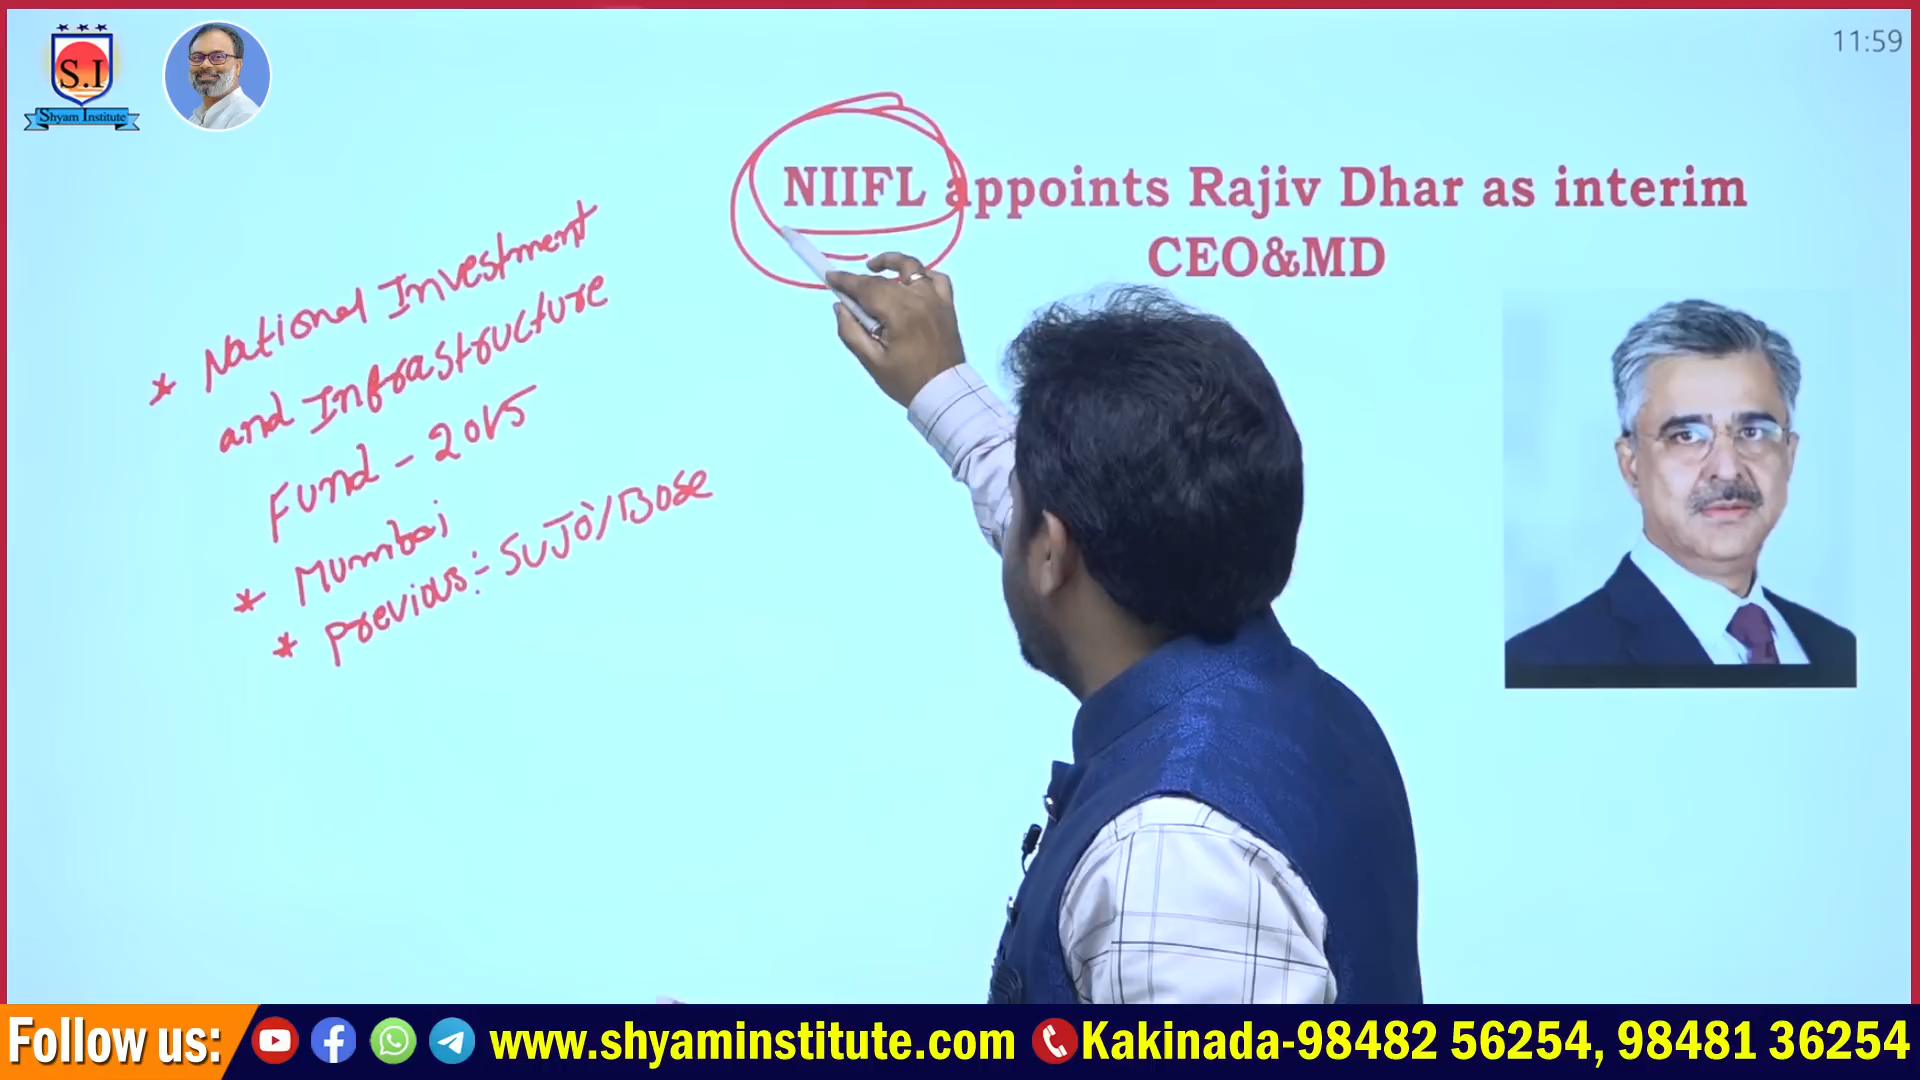 S.I
Shyam Institute
11:59
NIIFL appoints Rajiv Dhar as interim
CEO&MD
* National Investment
and Infrastructure
Fund - 2015
* Mumbai
* Previous:- SUJO/Bose
Follow us:
www.shyaminstitute.com
Kakinada-98482 56254, 98481 36254